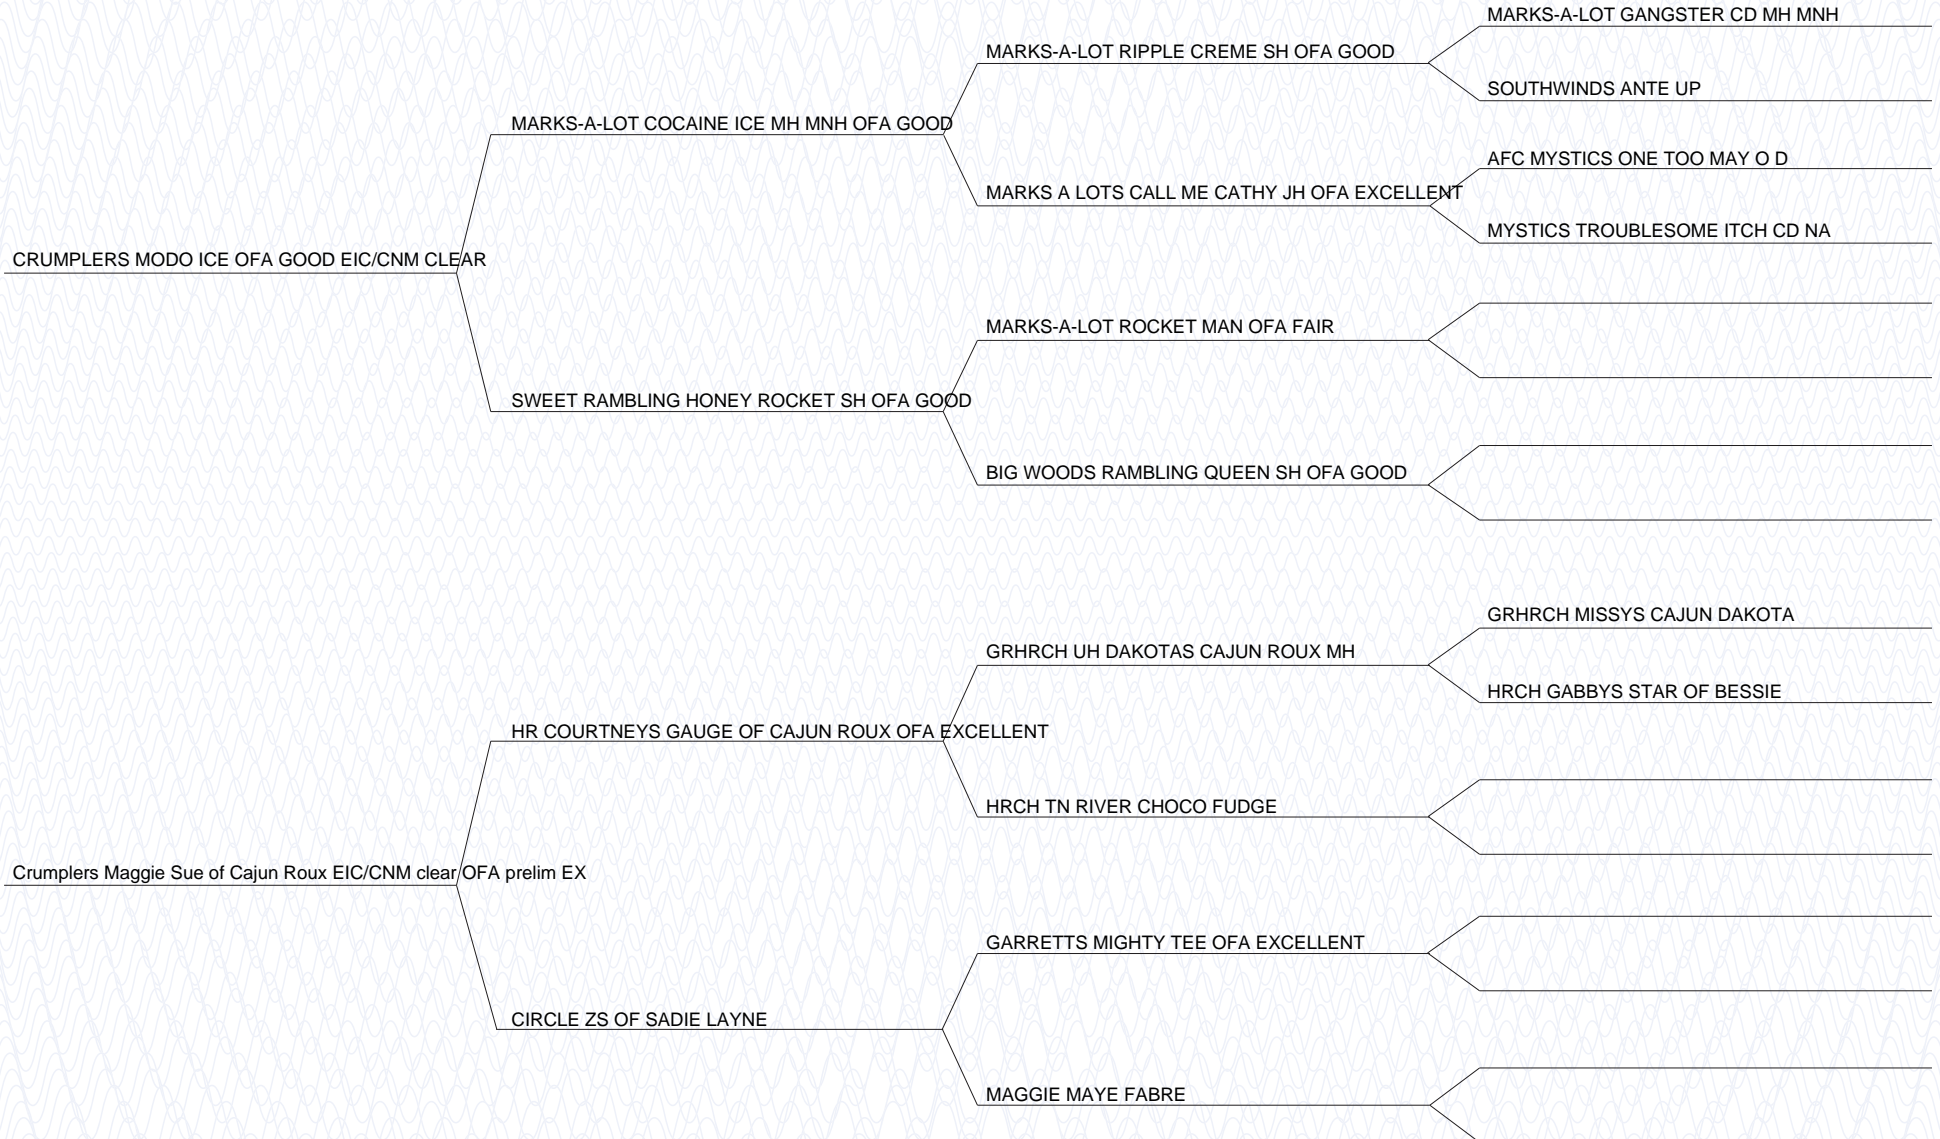 MARKS-A-LOT GANGSTER CD MH MNH
MARKS-A-LOT RIPPLE CREME SH OFA GOOD
SOUTHWINDS ANTE UP
MARKS-A-LOT COCAINE ICE MH MNH OFA GOOD
AFC MYSTICS ONE TOO MAY O D
MARKS A LOTS CALL ME CATHY JH OFA EXCELLENT
MYSTICS TROUBLESOME ITCH CD NA
CRUMPLERS MODO ICE OFA GOOD EIC/CNM CLEAR
MARKS-A-LOT ROCKET MAN OFA FAIR
SWEET RAMBLING HONEY ROCKET SH OFA GOOD
BIG WOODS RAMBLING QUEEN SH OFA GOOD
GRHRCH MISSYS CAJUN DAKOTA
GRHRCH UH DAKOTAS CAJUN ROUX MH
HRCH GABBYS STAR OF BESSIE
HR COURTNEYS GAUGE OF CAJUN ROUX OFA EXCELLENT
HRCH TN RIVER CHOCO FUDGE
Crumplers Maggie Sue of Cajun Roux EIC/CNM clear OFA prelim EX
GARRETTS MIGHTY TEE OFA EXCELLENT
CIRCLE ZS OF SADIE LAYNE
MAGGIE MAYE FABRE